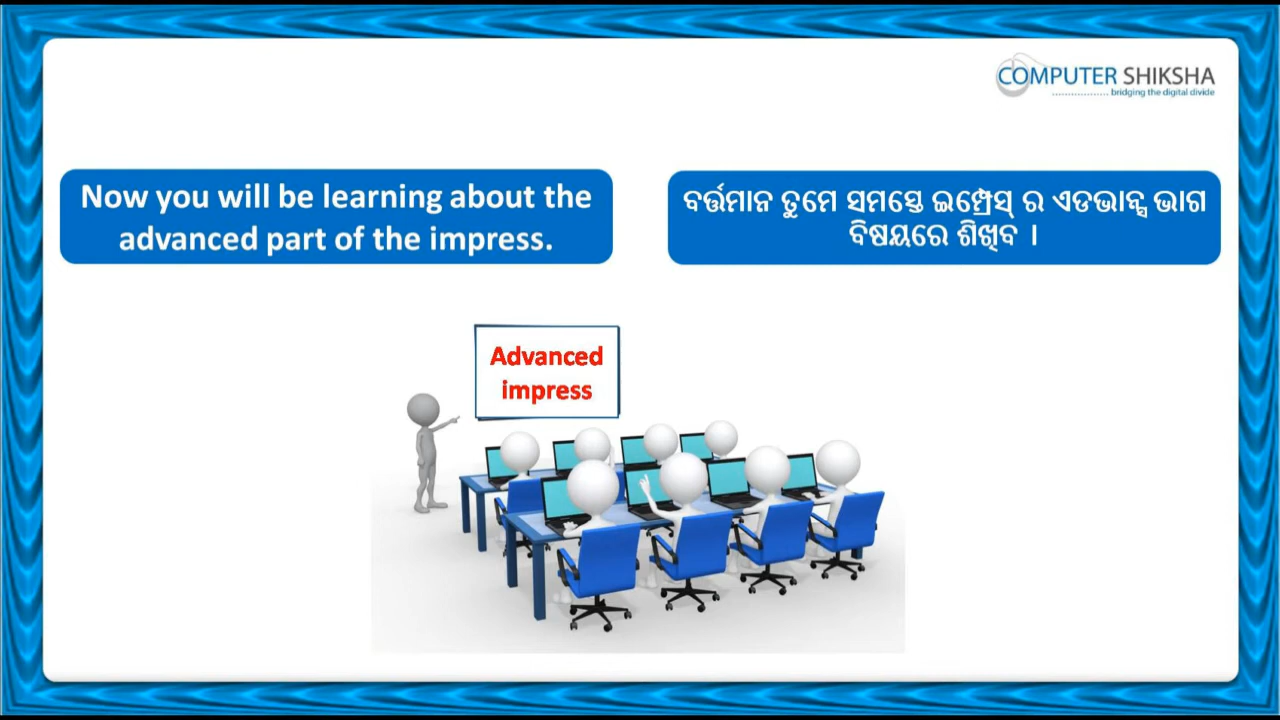 COMPUTER SHIKSHA
bridging the digital divide
Now you will be learning about the
advanced part of the impress.
ବର୍ତ୍ତମାନ ତୁମେ ସମସ୍ତେ ଇମ୍ପ୍ରେସ୍ ର ଏଡଭାନ୍ସ ଭାଗ
ବିଷୟରେ ଶିଖିବ ।
Advanced
impress